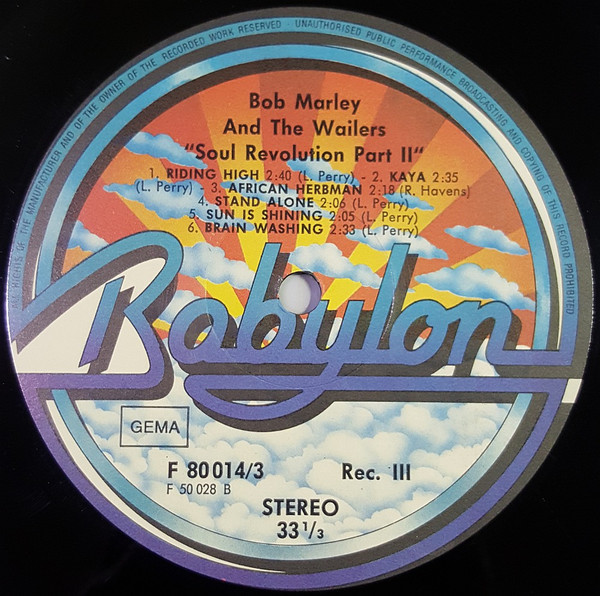 ALL RIGHTS OF THE MANUFACTURER AND OF THE OWNER OF THE RECORDED WORK RESERVED - UNAUTHORISED PUBLIC PERFORMANCE BROADCASTING AND COPYING OF THIS RECORD PROHIBITED
Bob Marley
And The Wailers
"Soul Revolution Part II"
1. RIDING HIGH 2:40 (L. Perry) - 2. KAYA 2:35
(L. Perry) - 3. AFRICAN HERBMAN 2:18 (R. Havens)
4. STAND ALONE 2:06 (L. Perry)
5. SUN IS SHINING 2:05 (L. Perry)
6. BRAIN WASHING 2:33 (L. Perry)
Babylon
GEMA
F 80014/3 Rec. III
F 50 028 B
STEREO
33 1/3